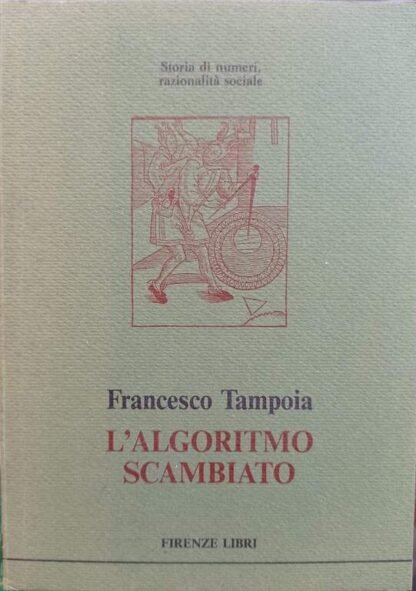 Storia di numeri,
razionalità sociale
Francesco Tampoia
L'ALGORITMO
SCAMBIATO
FIRENZE LIBRI